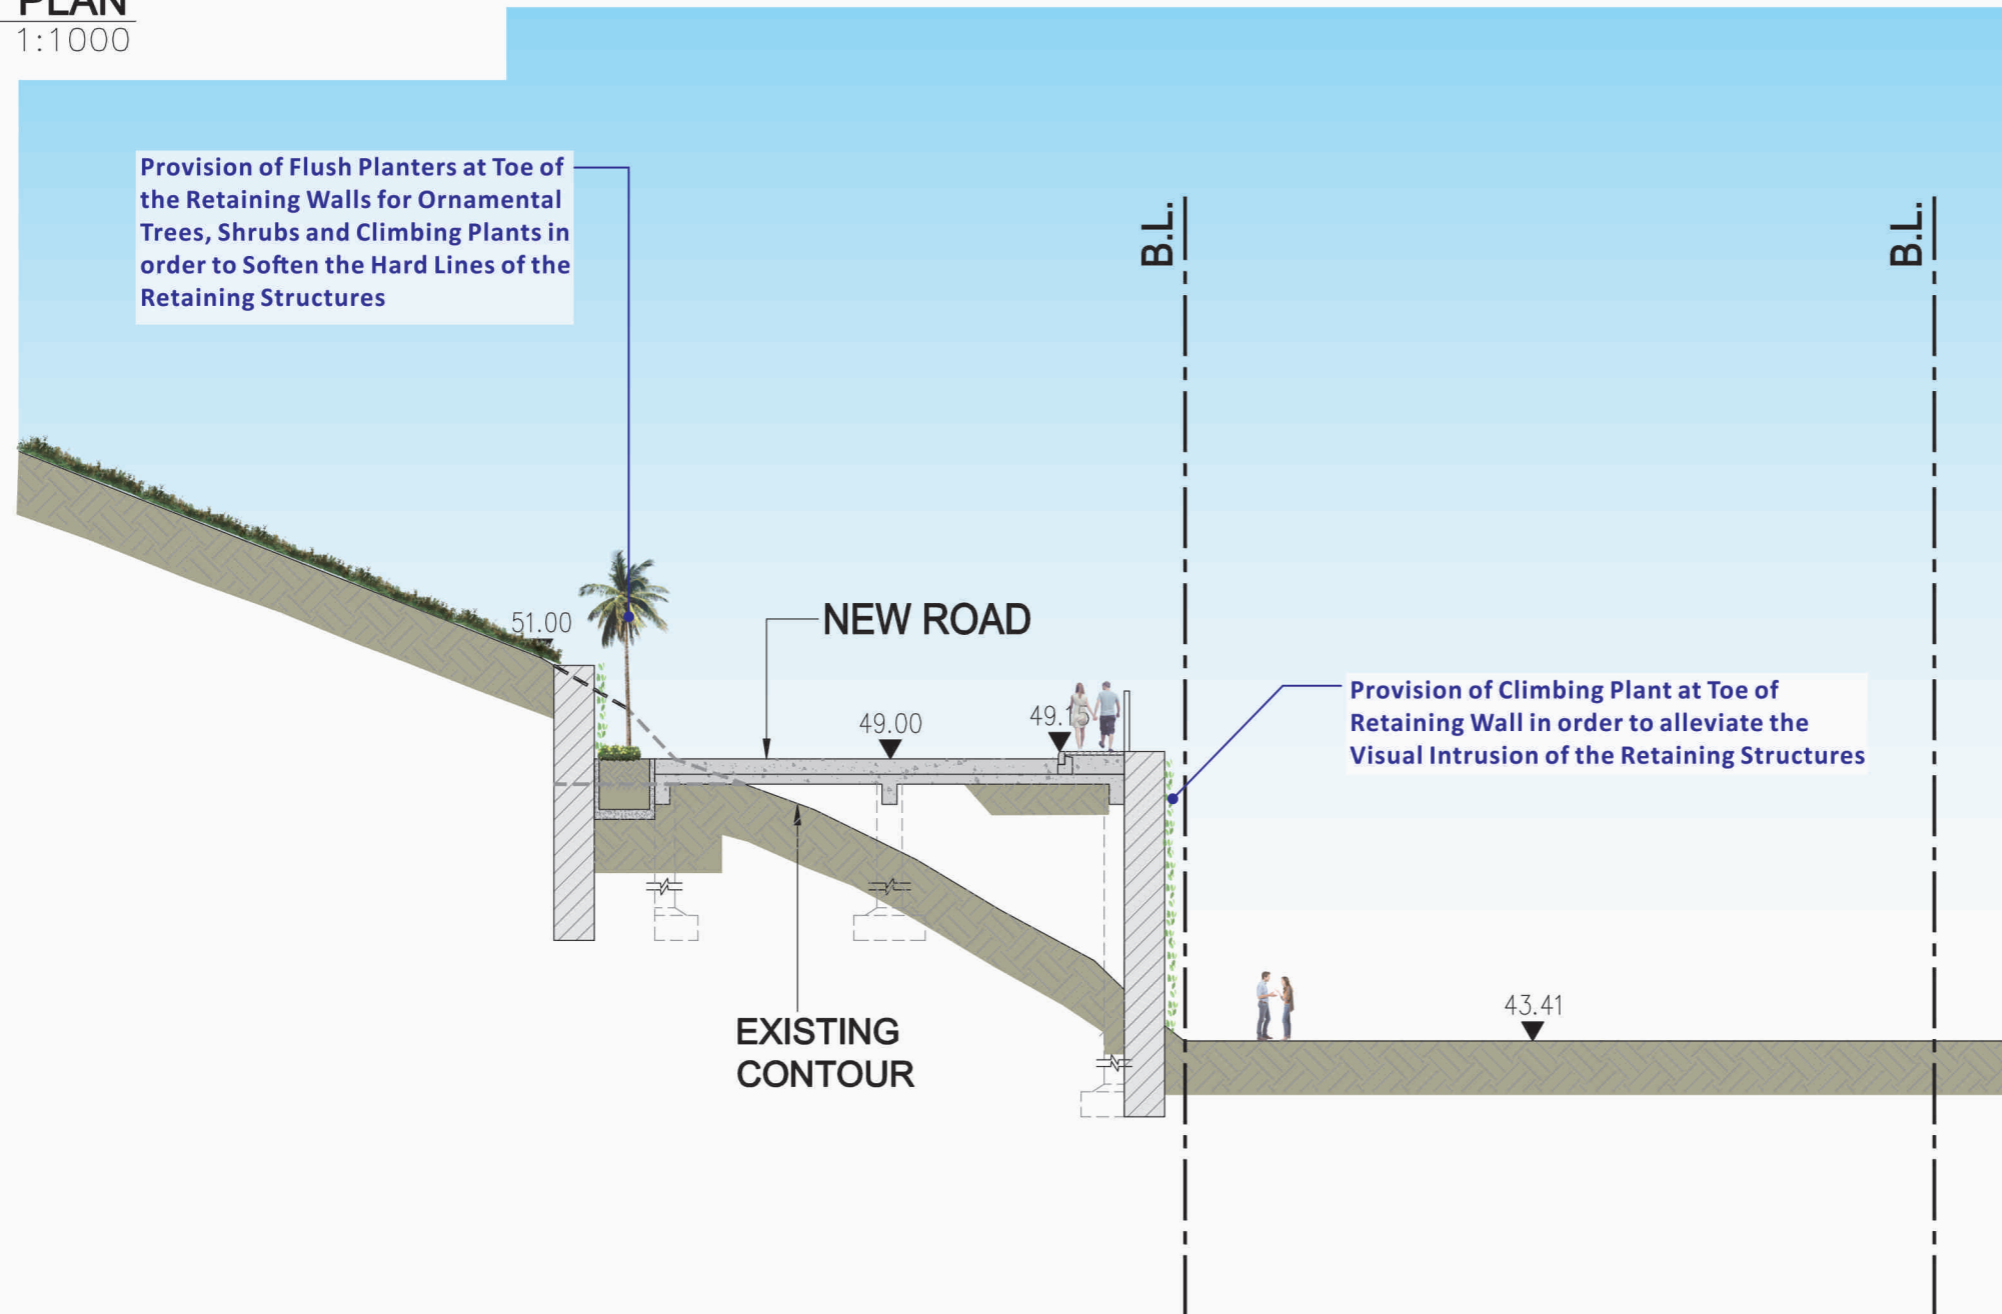 PLAN
1:1000
Provision of Flush Planters at Toe of
the Retaining Walls for Ornamental
Trees, Shrubs and Climbing Plants in
order to Soften the Hard Lines of the
Retaining Structures
B.L.
B.L.
51.00
NEW ROAD
49.00
49.15
Provision of Climbing Plant at Toe of
Retaining Wall in order to alleviate the
Visual Intrusion of the Retaining Structures
43.41
EXISTING
CONTOUR